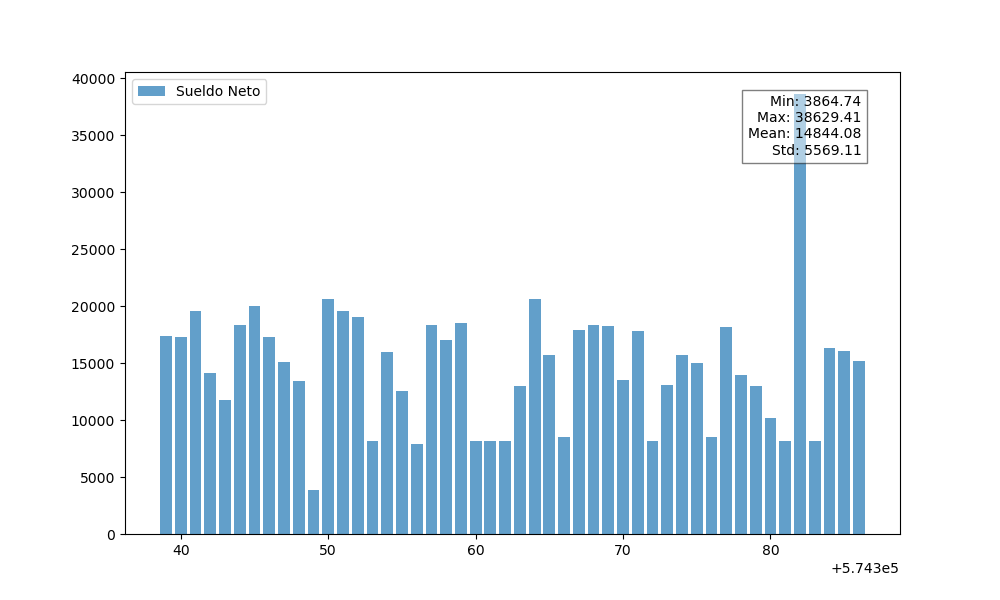 Sueldo Neto
Min: 3864.74
Max: 38629.41
Mean: 14844.08
Std: 5569.11
40000
35000
30000
25000
20000
15000
10000
5000
0
40 50 60 70 80
+5.743e5